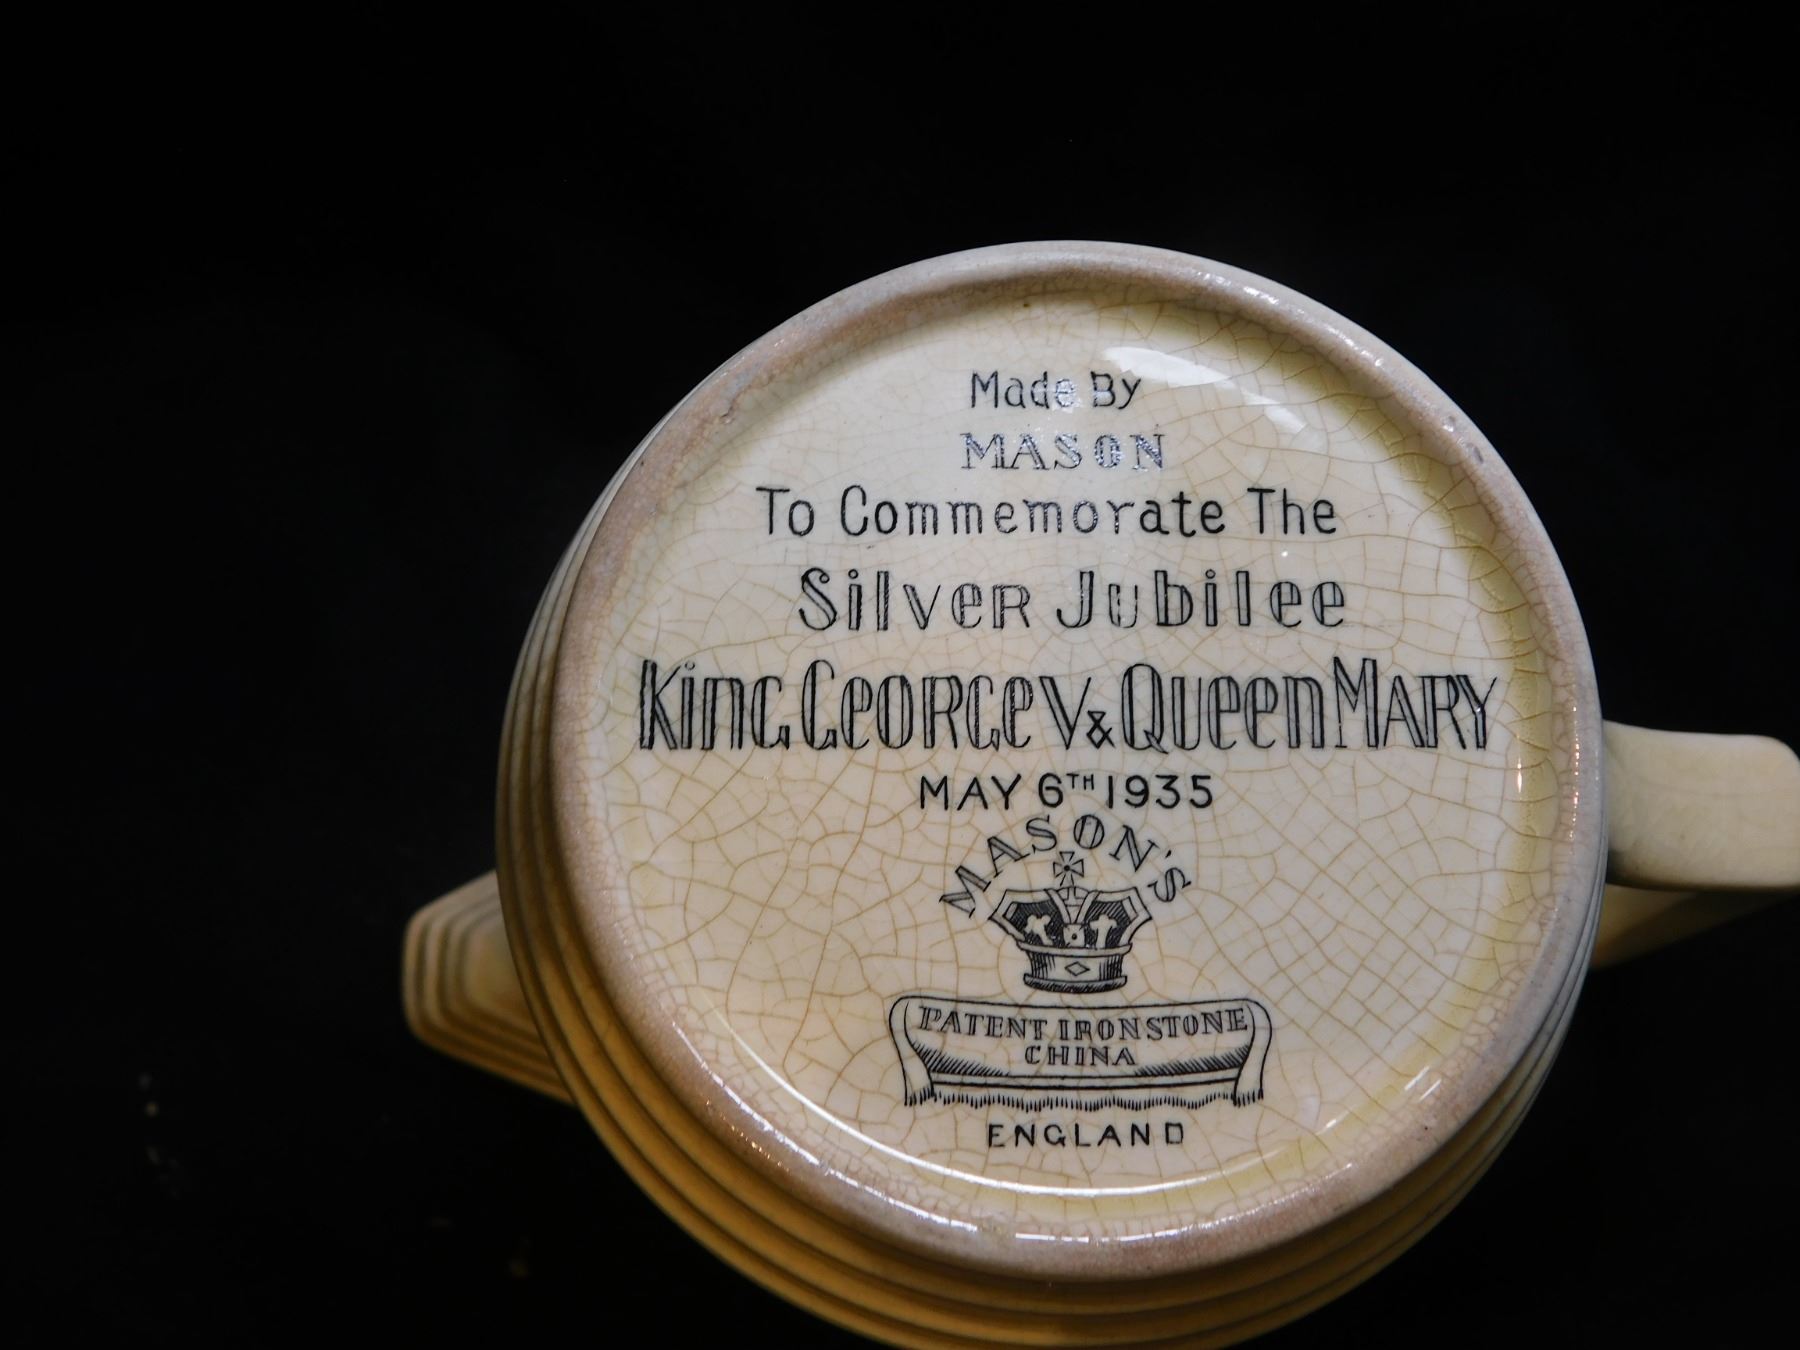 Made By
MASON
To Commemorate The
Silver Jubilee
King George V & Queen Mary
MAY 6TH 1935
MASON'S
PATENT IRONSTONE
CHINA
ENGLAND